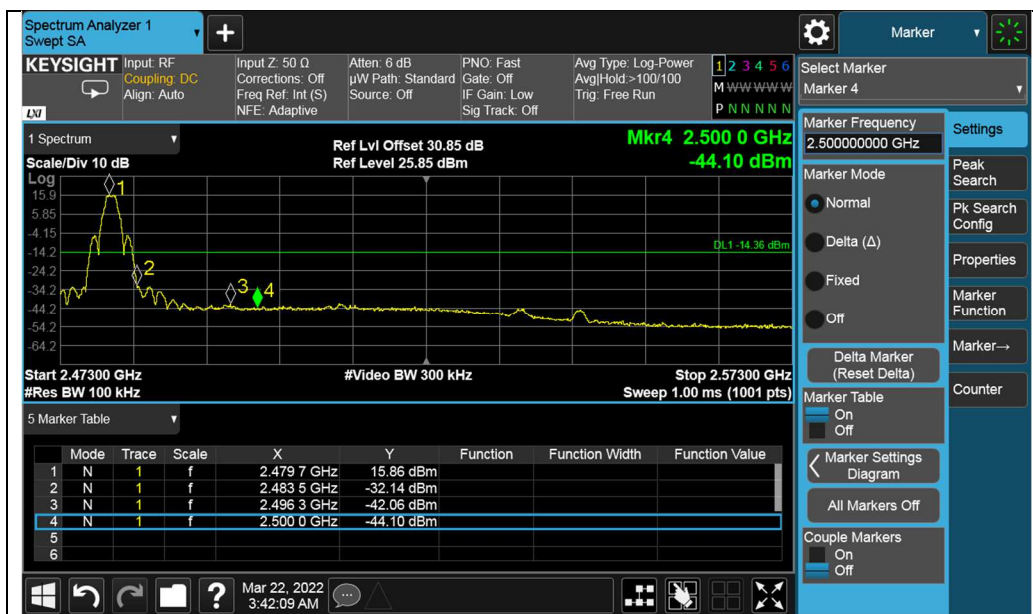 Spectrum Analyzer 1
Swept SA
+
Marker
KEYSIGHT
LXI
Input: RF
Coupling: DC
Align: Auto
Input Z: 50 Ω
Corrections: Off
Freq Ref: Int (S)
NFE: Adaptive
Atten: 6 dB
µW Path: Standard
Source: Off
PNO: Fast
Gate: Off
IF Gain: Low
Sig Track: Off
Avg Type: Log-Power
Avg|Hold:>100/100
Trig: Free Run
1 2 3 4 5 6
M W W W W W
P N N N N N
Select Marker
Marker 4
1 Spectrum
Scale/Div 10 dB
Ref Lvl Offset 30.85 dB
Ref Level 25.85 dBm
Mkr4 2.500 0 GHz
-44.10 dBm
Log
15.9
5.85
-4.15
-14.2
-24.2
-34.2
-44.2
-54.2
-64.2
1
2
3
4
DL1 -14.36 dBm
Start 2.47300 GHz
#Video BW 300 kHz
Stop 2.57300 GHz
#Res BW 100 kHz
Sweep 1.00 ms (1001 pts)
5 Marker Table
Mode Trace Scale X Y Function Function Width Function Value
1 N 1 f 2.479 7 GHz 15.86 dBm
2 N 1 f 2.483 5 GHz -32.14 dBm
3 N 1 f 2.496 3 GHz -42.06 dBm
4 N 1 f 2.500 0 GHz -44.10 dBm
5
6
Marker Frequency
2.500000000 GHz
Marker Mode
Normal
Delta (Δ)
Fixed
Off
Delta Marker
(Reset Delta)
Marker Table
On
Off
Marker Settings
Diagram
All Markers Off
Couple Markers
On
Off
Settings
Peak
Search
Pk Search
Config
Properties
Marker
Function
Marker→
Counter
?
Mar 22, 2022
3:42:09 AM